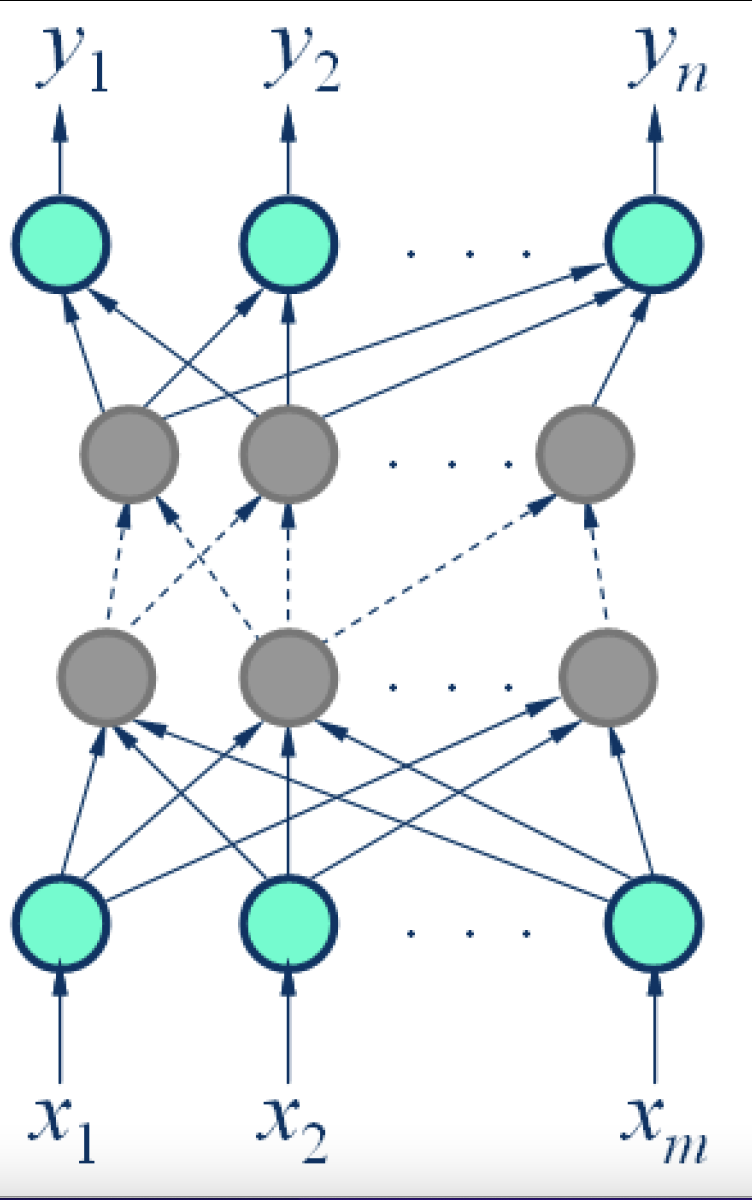 y₁ y₂ yₙ
. . .
. . .
. . .
. . .
x₁ x₂ xₘ